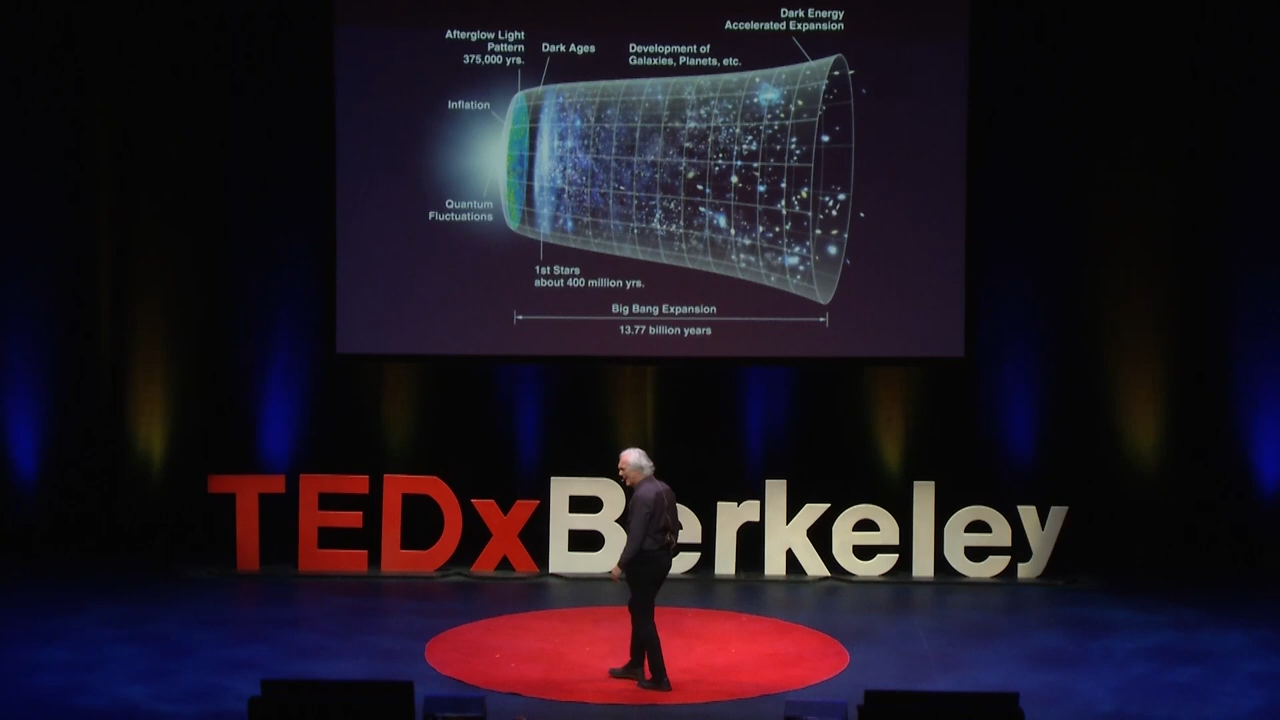 Dark Energy
Accelerated Expansion
Afterglow Light
Pattern
375,000 yrs.
Dark Ages
Development of
Galaxies, Planets, etc.
Inflation
Quantum
Fluctuations
1st Stars
about 400 million yrs.
Big Bang Expansion
13.77 billion years
TEDxBerkeley